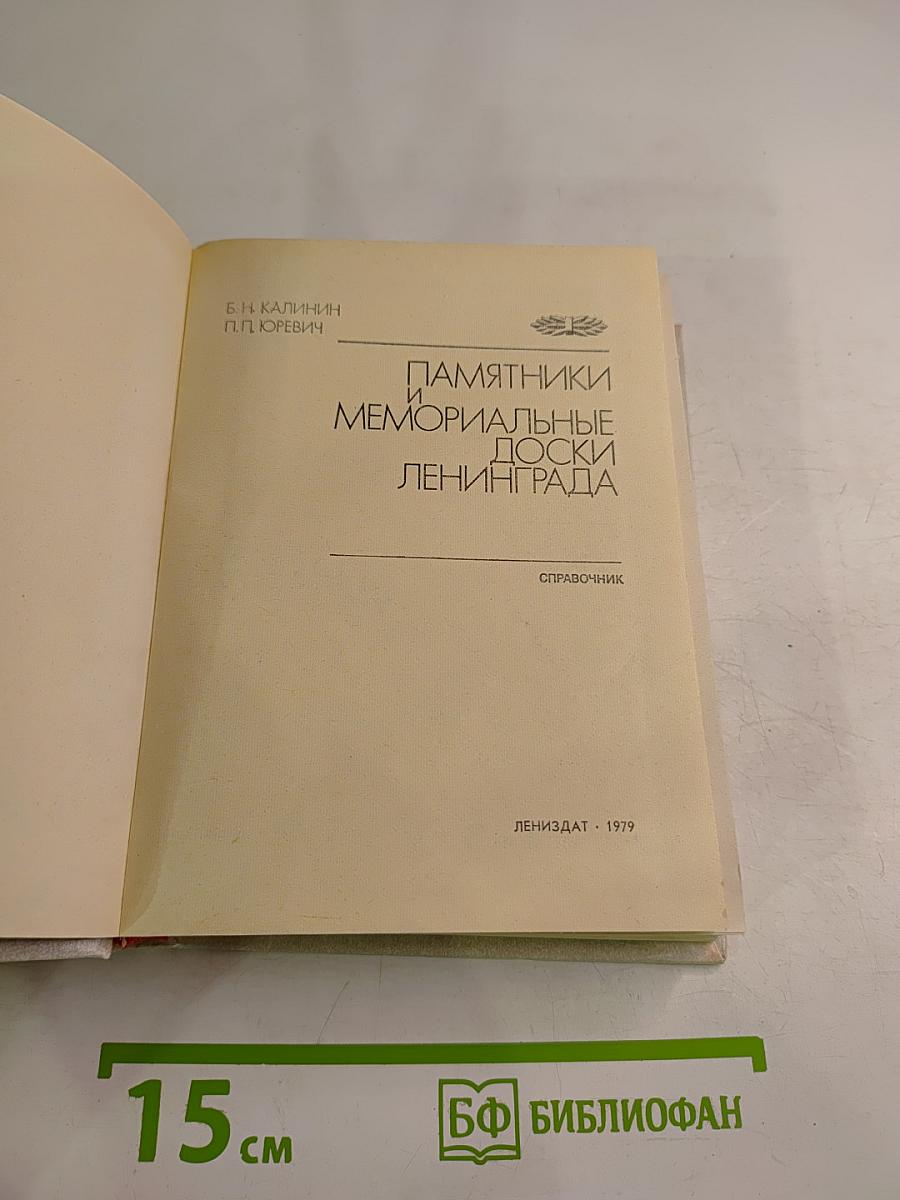 Б. Н. КАЛИНИН
П. П. ЮРЕВИЧ
ПАМЯТНИКИ
И
МЕМОРИАЛЬНЫЕ
ДОСКИ
ЛЕНИНГРАДА
СПРАВОЧНИК
ЛЕНИЗДАТ · 1979
15 см
БФ БИБЛИОФАН